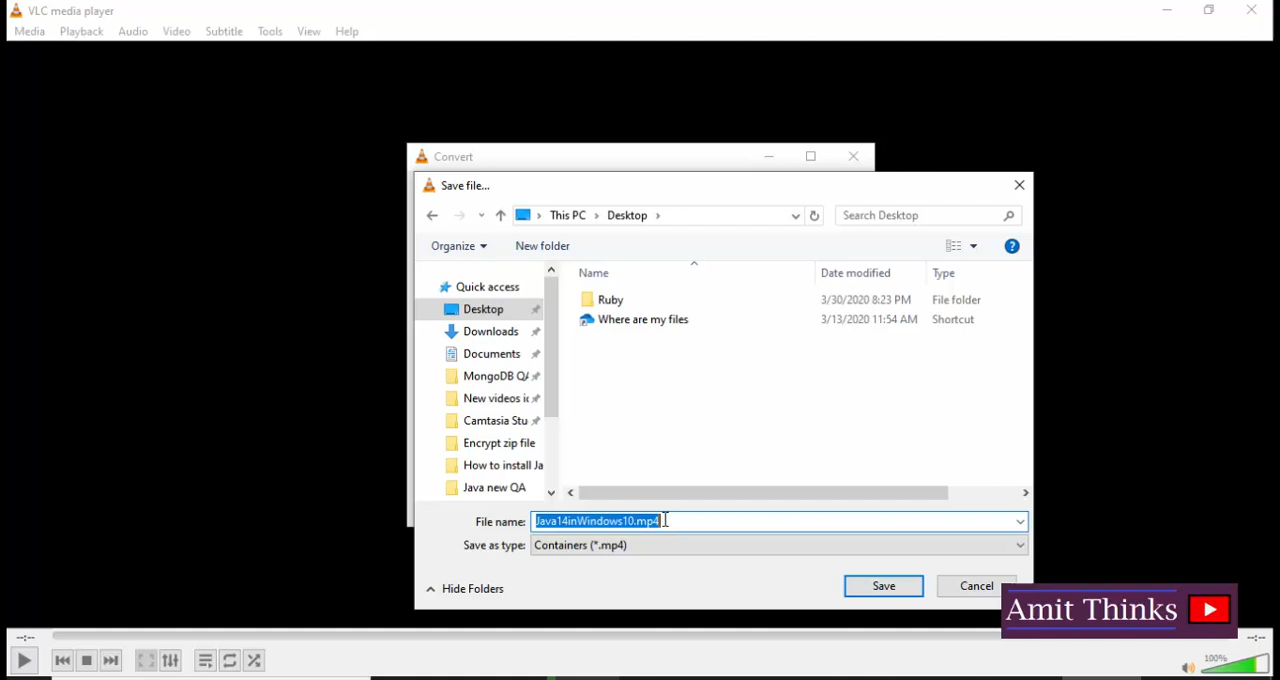 VLC media player
Media Playback Audio Video Subtitle Tools View Help
Convert
Save file...
This PC Desktop
Search Desktop
Organize
New folder
Name Date modified Type
Quick access
Desktop
Downloads
Documents
MongoDB QA
New videos ic
Camtasia Stu
Encrypt zip file
How to install Ja
Java new QA
Ruby 3/30/2020 8:23 PM File folder
Where are my files 3/13/2020 11:54 AM Shortcut
File name: Java14inWindows10.mp4
Save as type: Containers (*.mp4)
Hide Folders
Save
Cancel
Amit Thinks
--:-- --:--
100%